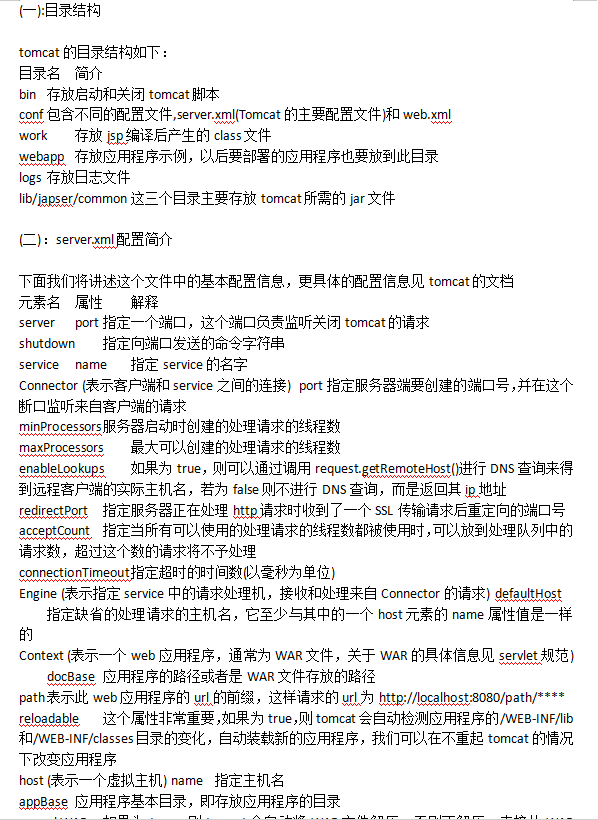 (一):目录结构
tomcat 的目录结构如下：
目录名 简介
bin 存放启动和关闭 tomcat 脚本
conf 包含不同的配置文件,server.xml(Tomcat 的主要配置文件)和 web.xml
work 存放 jsp 编译后产生的 class 文件
webapp 存放应用程序示例，以后要部署的应用程序也要放到此目录
logs 存放日志文件
lib/japser/common 这三个目录主要存放 tomcat 所需的 jar 文件
(二)：server.xml 配置简介
下面我们将讲述这个文件中的基本配置信息，更具体的配置信息见 tomcat 的文档
元素名 属性 解释
server port 指定一个端口，这个端口负责监听关闭 tomcat 的请求
shutdown 指定向端口发送的命令字符串
service name 指定 service 的名字
Connector (表示客户端和 service 之间的连接) port 指定服务器端要创建的端口号,并在这个
断口监听来自客户端的请求
minProcessors 服务器启动时创建的处理请求的线程数
maxProcessors 最大可以创建的处理请求的线程数
enableLookups 如果为 true，则可以通过调用 request.getRemoteHost()进行 DNS 查询来得
到远程客户端的实际主机名，若为 false 则不进行 DNS 查询，而是返回其 ip 地址
redirectPort 指定服务器正在处理 http 请求时收到了一个 SSL 传输请求后重定向的端口号
acceptCount 指定当所有可以使用的处理请求的线程数都被使用时,可以放到处理队列中的
请求数，超过这个数的请求将不予处理
connectionTimeout 指定超时的时间数(以毫秒为单位)
Engine (表示指定 service 中的请求处理机，接收和处理来自 Connector 的请求) defaultHost
指定缺省的处理请求的主机名，它至少与其中的一个 host 元素的 name 属性值是一样
的
Context (表示一个 web 应用程序，通常为 WAR 文件，关于 WAR 的具体信息见 servlet 规范)
docBase 应用程序的路径或者是 WAR 文件存放的路径
path 表示此 web 应用程序的 url 的前缀，这样请求的 url 为 http://localhost:8080/path/****
reloadable 这个属性非常重要,如果为 true,则 tomcat 会自动检测应用程序的/WEB-INF/lib
和/WEB-INF/classes 目录的变化，自动装载新的应用程序，我们可以在不重起 tomcat 的情况
下改变应用程序
host (表示一个虚拟主机) name 指定主机名
appBase 应用程序基本目录，即存放应用程序的目录